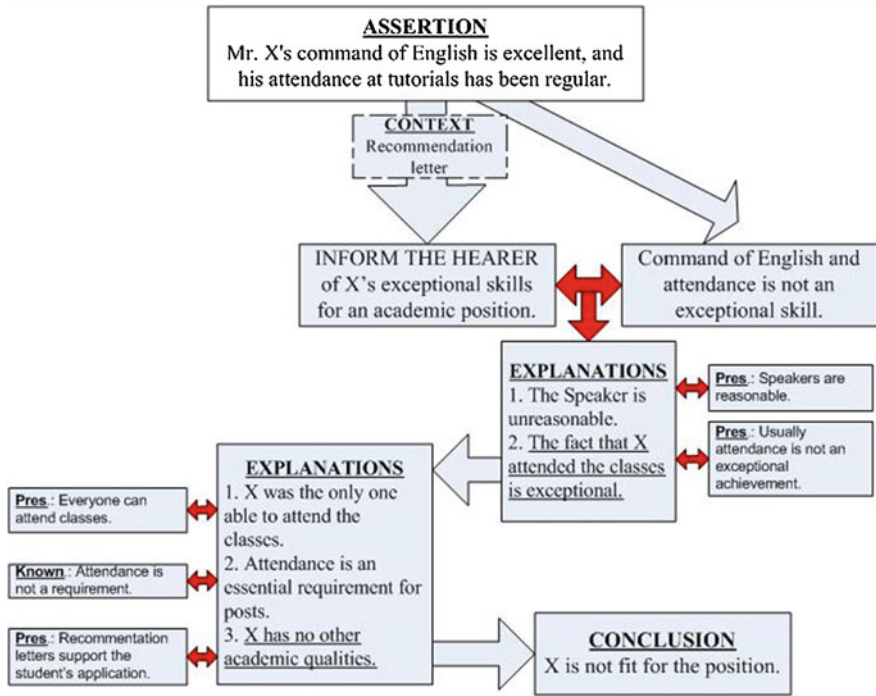 ASSERTION
Mr. X's command of English is excellent, and
his attendance at tutorials has been regular.
CONTEXT
Recommendation
letter
INFORM THE HEARER
of X's exceptional skills
for an academic position.
Command of English and
attendance is not an
exceptional skill.
EXPLANATIONS
1. The Speaker is
unreasonable.
2. The fact that X
attended the classes
is exceptional.
Pres.: Speakers are
reasonable.
Pres.: Usually
attendance is not an
exceptional
achievement.
EXPLANATIONS
1. X was the only one
able to attend the
classes.
2. Attendance is an
essential requirement for
posts.
3. X has no other
academic qualities.
Pres.: Everyone can
attend classes.
Known.: Attendance is
not a requirement.
Pres.: Recommentation
letters support the
student's application.
CONCLUSION
X is not fit for the position.